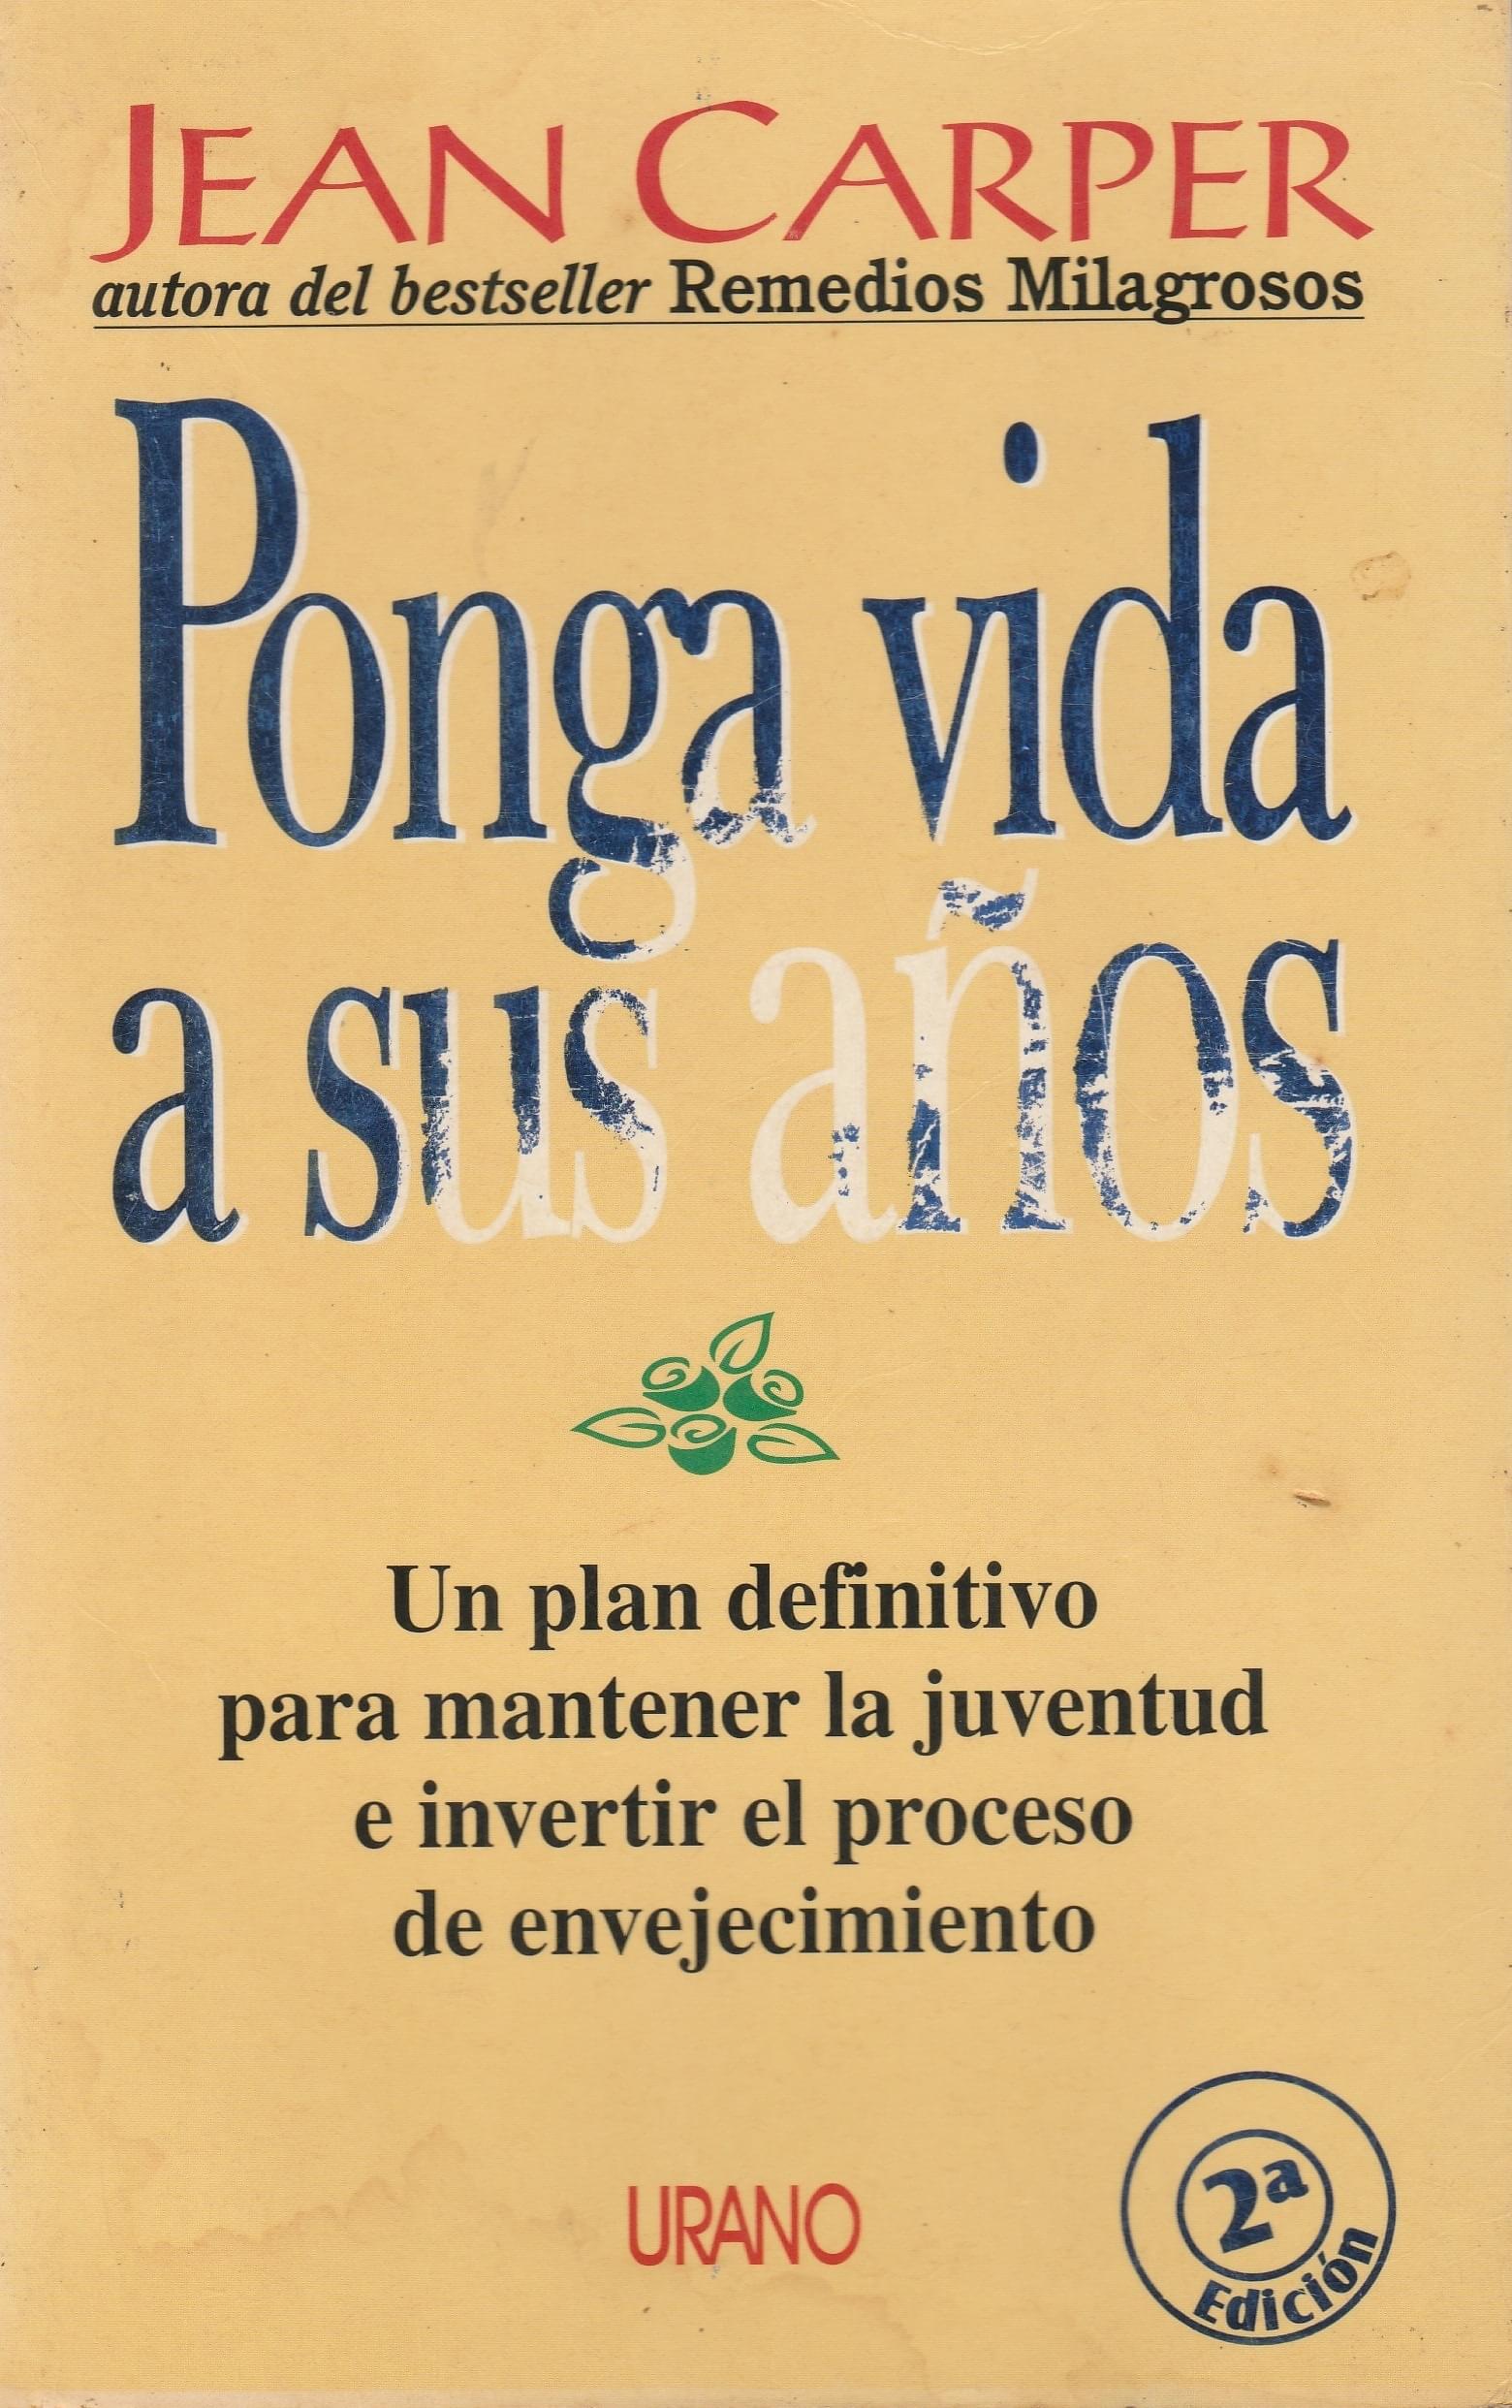 JEAN CARPER
autora del bestseller Remedios Milagrosos
Ponga vida
a sus años
Un plan definitivo
para mantener la juventud
e invertir el proceso
de envejecimiento
URANO
2ª
Edición